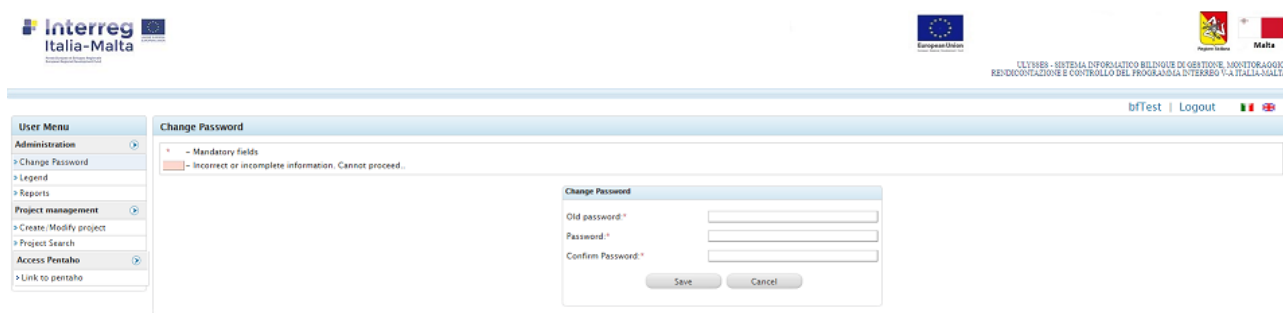 Interreg
Italia-Malta
European Union
Regione Siciliana
Malta
ULYSSES - SISTEMA INFORMATICO BILINGUE DI GESTIONE, MONITORAGGIO
RENDICONTAZIONE E CONTROLLO DEL PROGRAMMA INTERREG V-A ITALIA-MALTA
bfTest | Logout
User Menu
Administration
Change Password
Legend
Reports
Project management
Create/Modify project
Project Search
Access Pentaho
Link to pentaho
Change Password
* - Mandatory fields
- Incorrect or incomplete information. Cannot proceed..
Change Password
Old password:*
Password:*
Confirm Password:*
Save Cancel